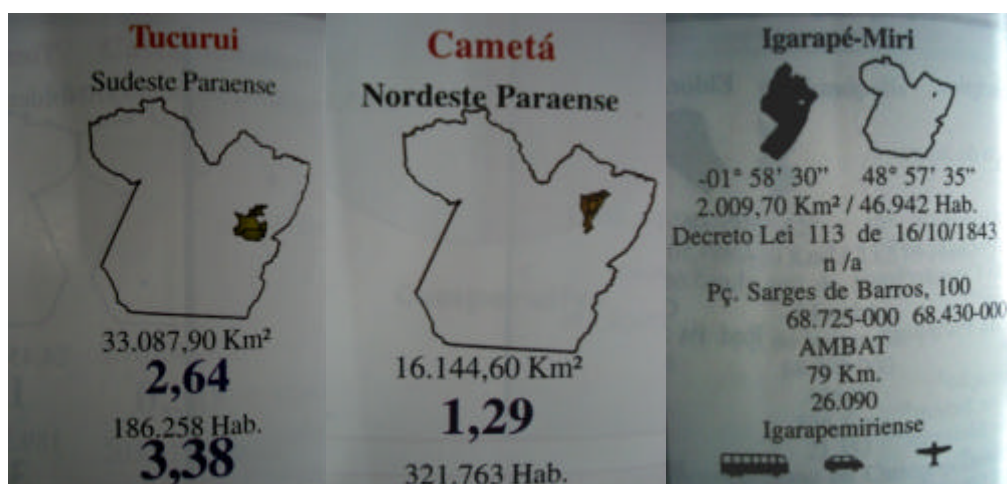 Tucurui
Sudeste Paraense
33.087,90 Km²
2,64
186.258 Hab.
3,38
Cametá
Nordeste Paraense
16.144,60 Km²
1,29
321.763 Hab.
Igarapé-Miri
-01° 58' 30” 48° 57' 35”
2.009,70 Km² / 46.942 Hab.
Decreto Lei 113 de 16/10/1843
n /a
Pç. Sarges de Barros, 100
68.725-000 68.430-000
AMBAT
79 Km.
26.090
Igarapemiriense